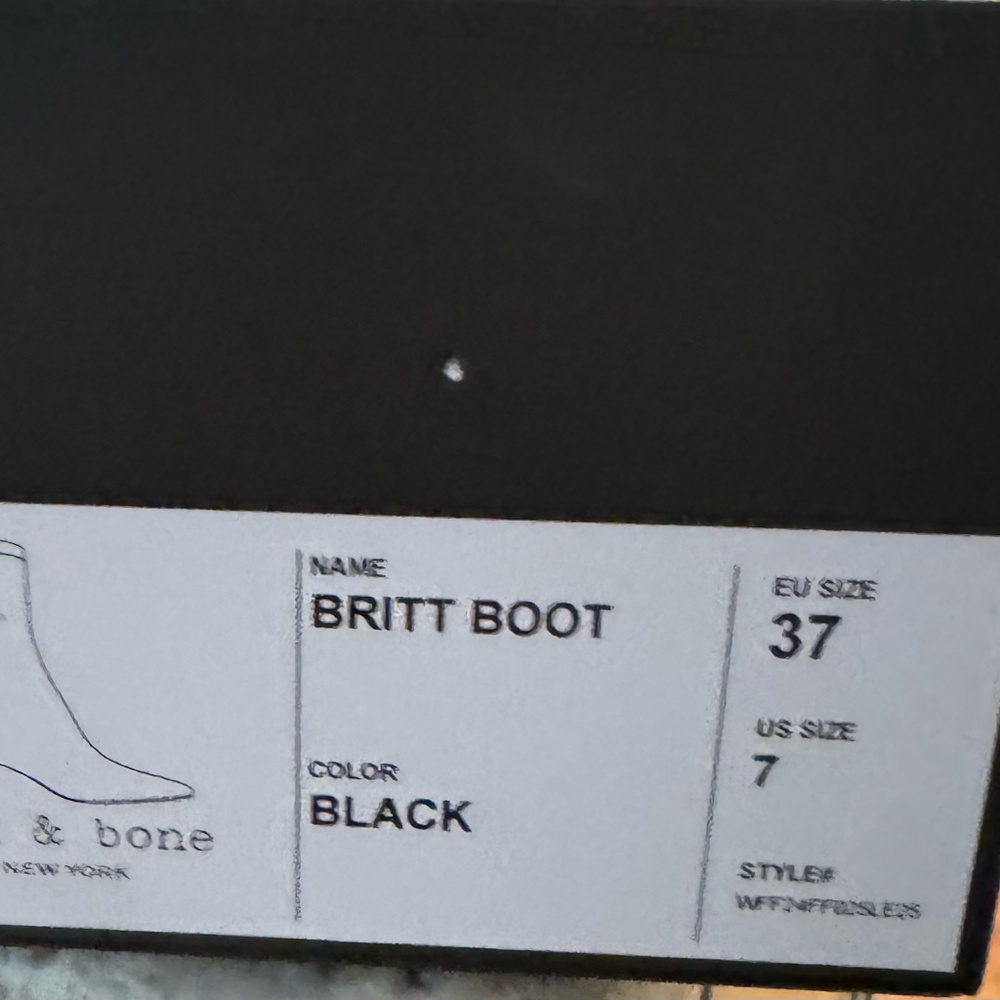 & bone
NEW YORK
NAME
BRITT BOOT
COLOR
BLACK
EU SIZE
37
US SIZE
7
STYLE#